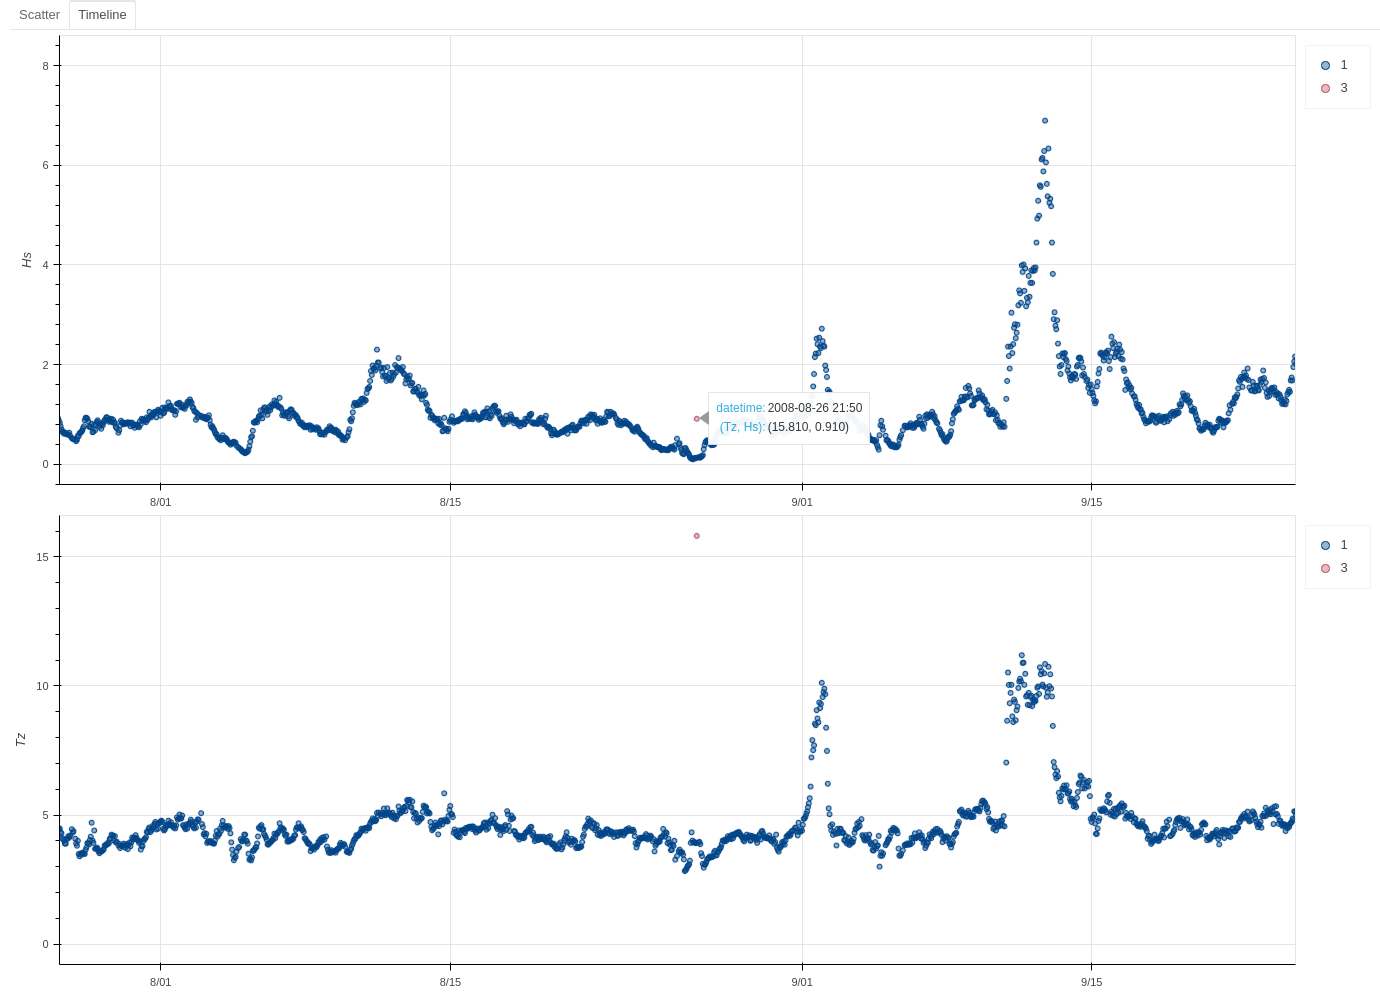 Scatter Timeline
8
6
4
2
0
Hs
8/01 8/15 9/01 9/15
1
3
datetime: 2008-08-26 21:50
(Tz, Hs): (15.810, 0.910)
15
10
5
0
Tz
8/01 8/15 9/01 9/15
1
3